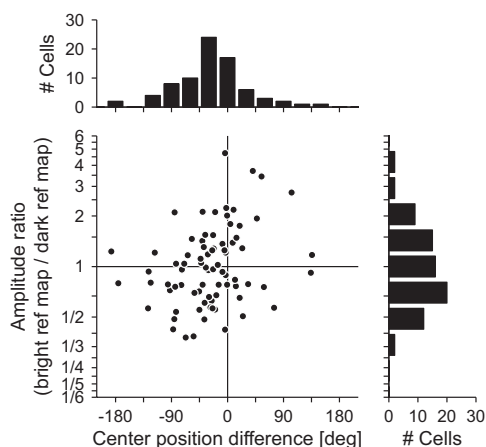 # Cells
30
20
10
0
Amplitude ratio
(bright ref map / dark ref map)
6
5
4
3
2
1
1/2
1/3
1/4
1/5
1/6
-180 -90 0 90 180
Center position difference [deg]
0 10 20 30
# Cells